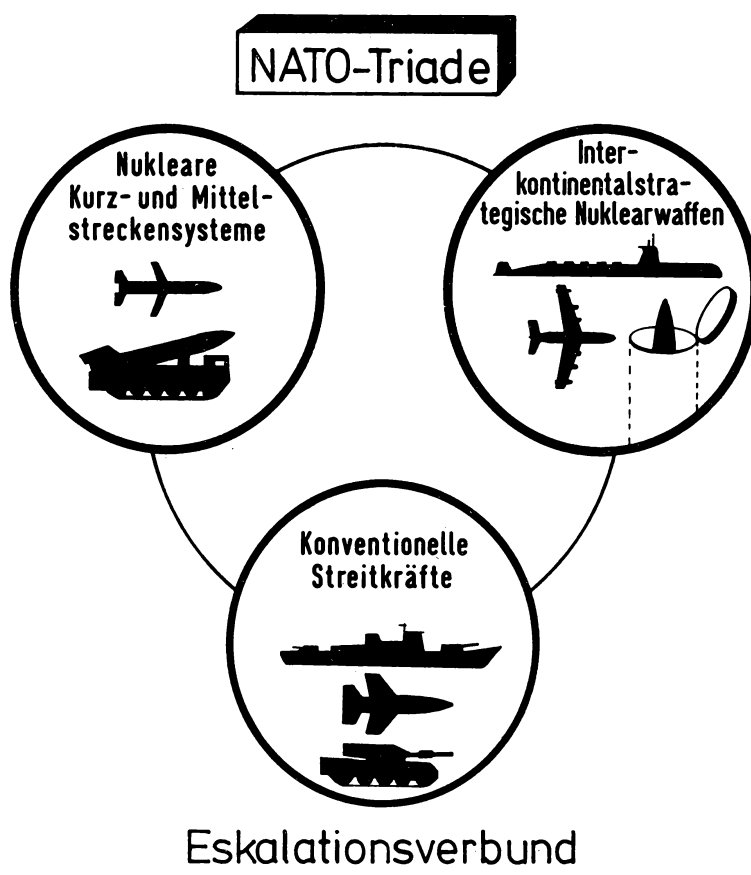 NATO-Triade
Nukleare
Kurz- und Mittel-
streckensysteme
Inter-
kontinentalstra-
tegische Nuklearwaffen
Konventionelle
Streitkräfte
Eskalationsverbund